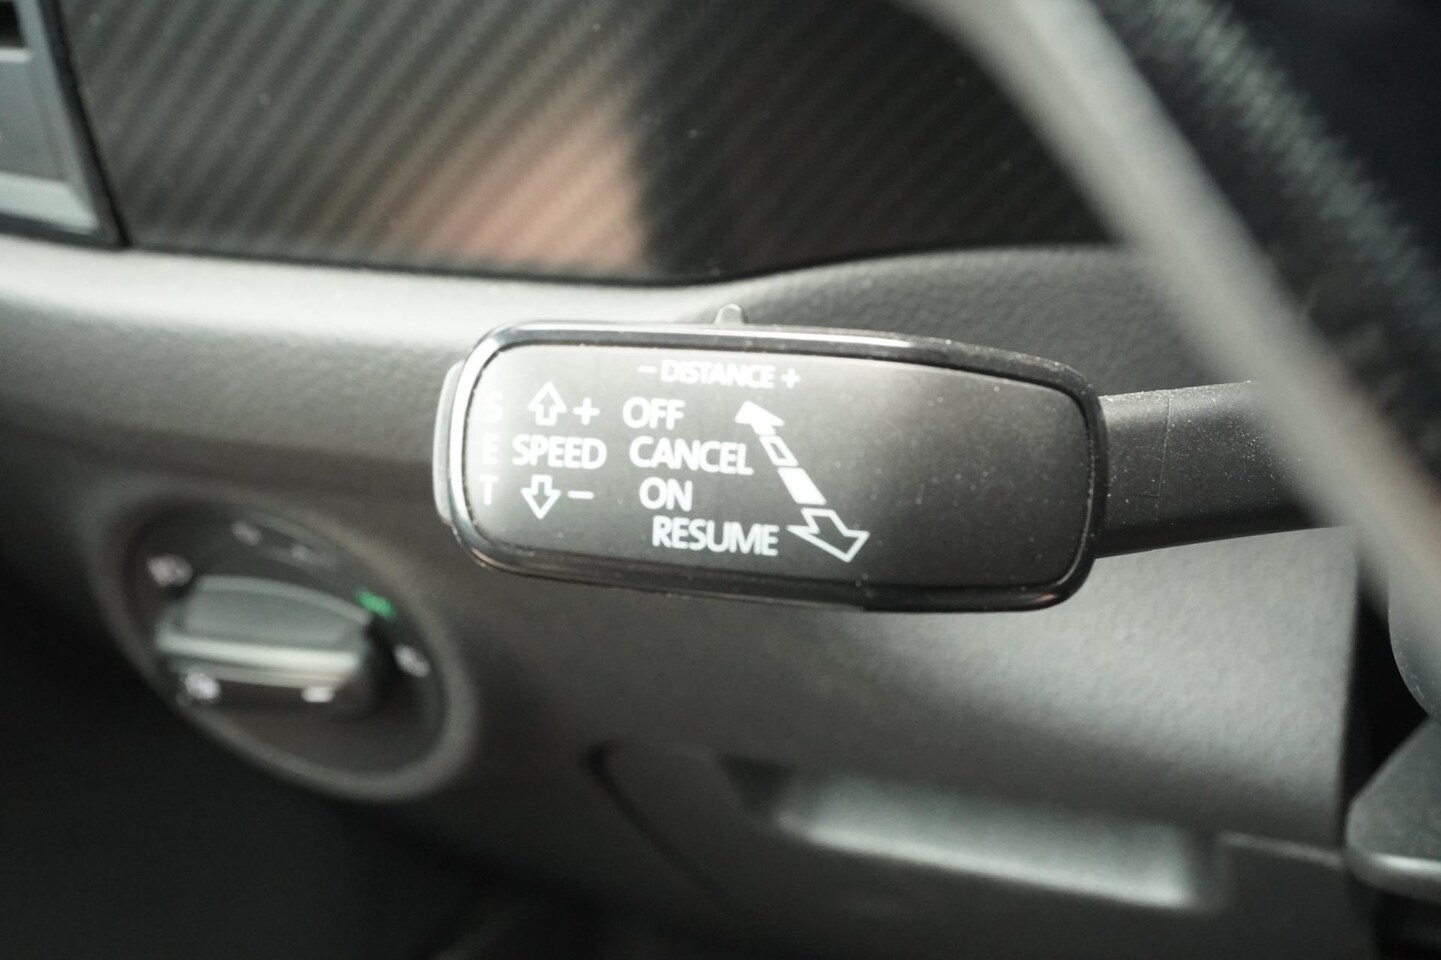 − DISTANCE +
S + OFF
E SPEED CANCEL
T − ON
RESUME